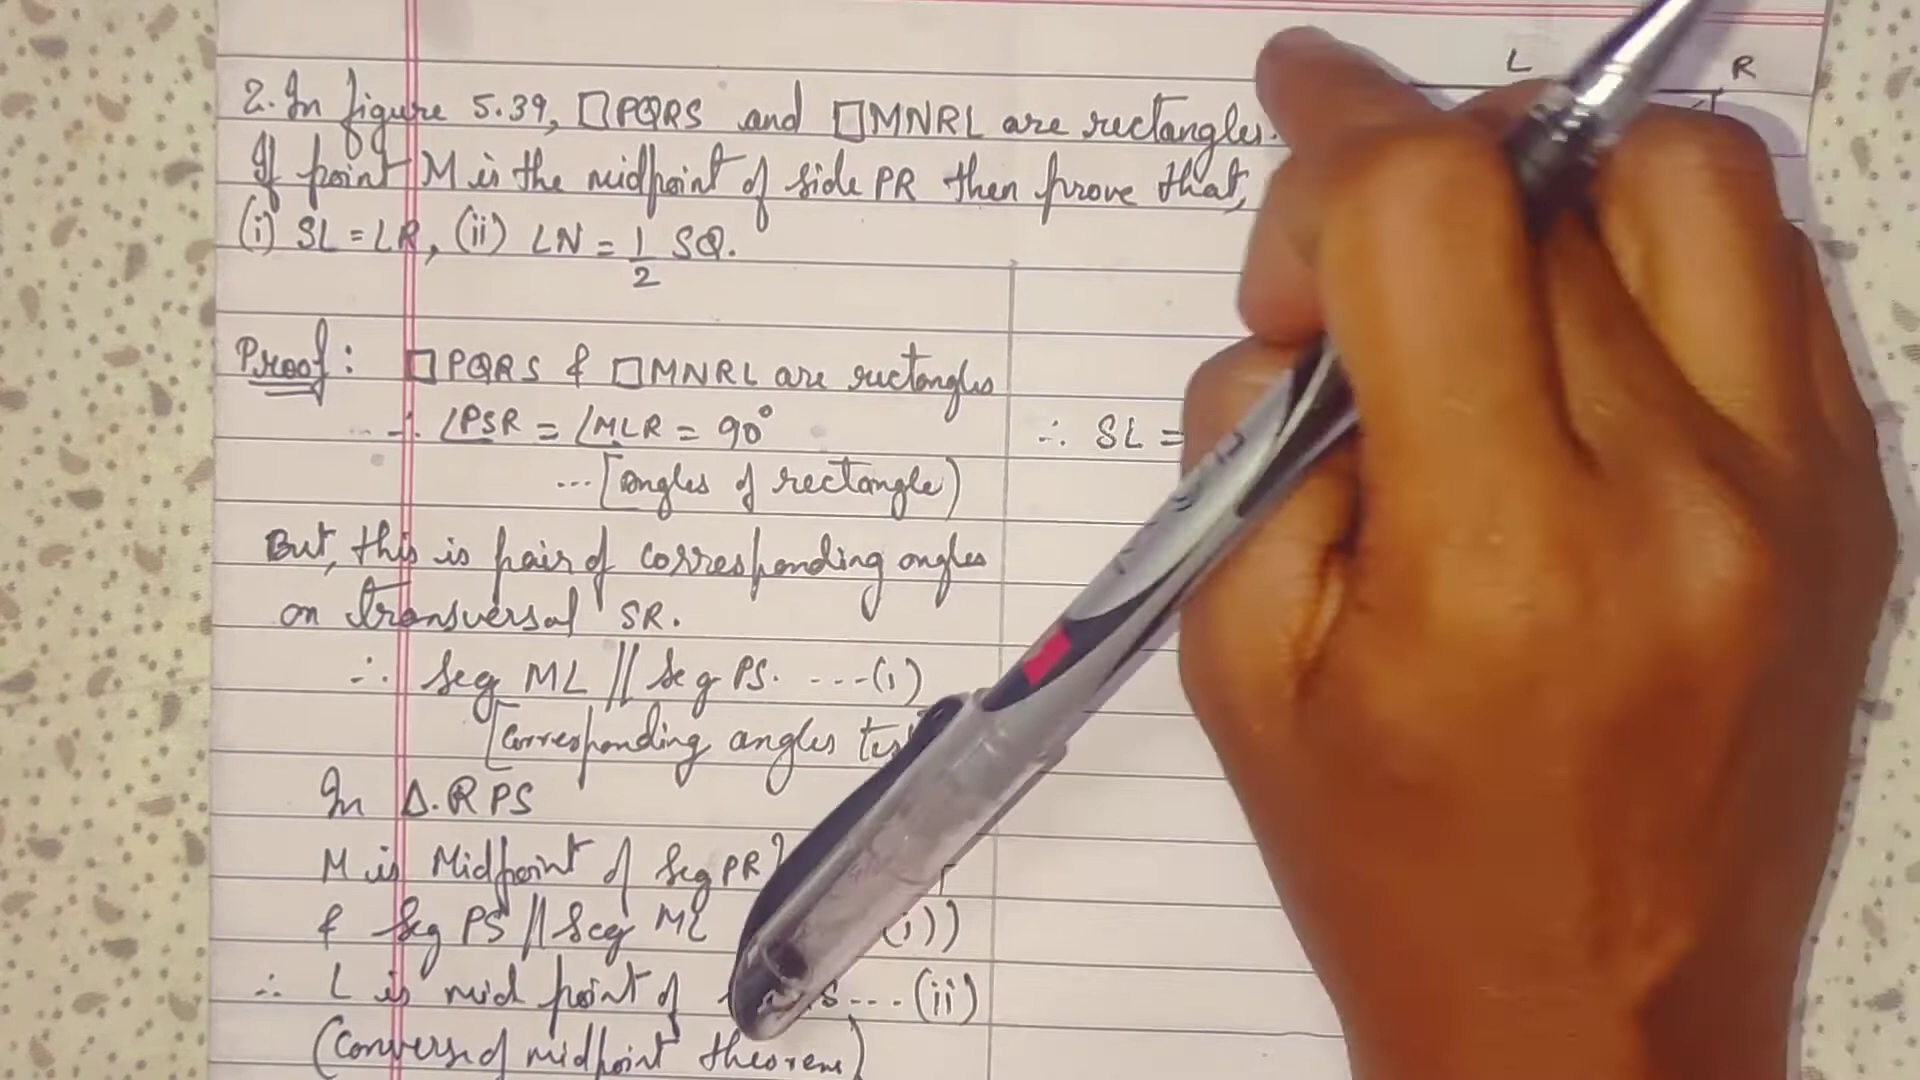 L R
2. In figure 5.39, □PQRS and □MNRL are rectangles.
If point M is the midpoint of side PR then prove that,
(i) SL = LR, (ii) LN = 1/2 SQ.
Proof: □PQRS & □MNRL are rectangles
∴ ∠PSR = ∠MLR = 90°
... [angles of rectangle)
But, this is pair of corresponding angles
on transversal SR.
∴ seg ML || seg PS. ---(i)
[corresponding angles
In Δ.RPS
M is Midpoint of seg PR
& Seg PS || Seg ML (i))
∴ L is mid point of ---(ii)
(Converse of midpoint theorem)
∴ SL =